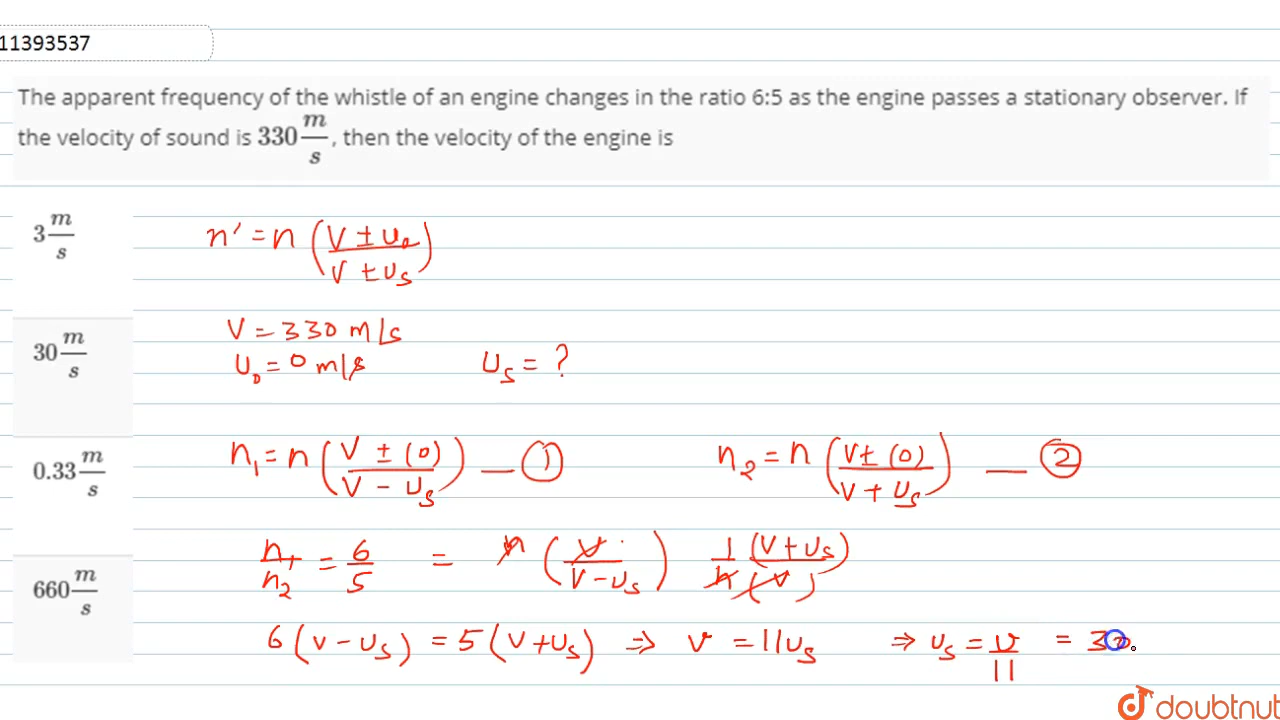 11393537
The apparent frequency of the whistle of an engine changes in the ratio 6:5 as the engine passes a stationary observer. If
the velocity of sound is 330 m/s, then the velocity of the engine is
3 m/s
n' = n ((V ± u₀)/(V ± us))
30 m/s
V = 330 m/s
U₀ = 0 m/s us = ?
0.33 m/s
n₁ = n ((V ± (0))/(V - us)) — ① n₂ = n ((V ± (0))/(V + us)) — ②
660 m/s
n₁/n₂ = 6/5 = n (V/(V - us)) 1/n (V + us)/(V)
6 (V - us) = 5 (V + us) ⇒ V = 11 us ⇒ us = V/11 = 30
doubtnut